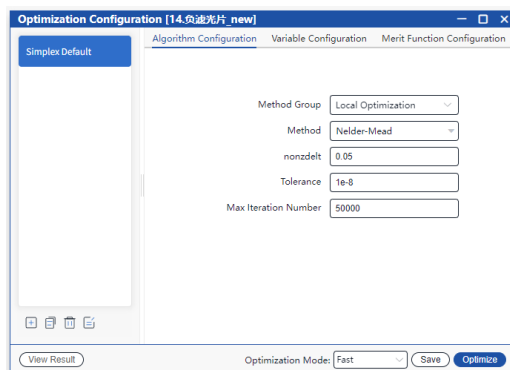 Optimization Configuration [14.负滤光片_new]
Simplex Default
Algorithm Configuration Variable Configuration Merit Function Configuration
Method Group Local Optimization
Method Nelder-Mead
nonzdelt 0.05
Tolerance 1e-8
Max Iteration Number 50000
View Result Optimization Mode: Fast Save Optimize